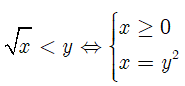 √x < y ⇔ { x ≥ 0
x = y²